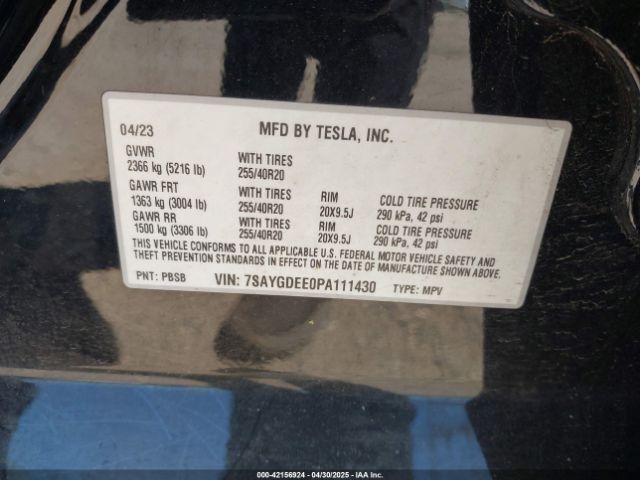 04/23 MFD BY TESLA, INC.
GVWR WITH TIRES
2366 kg (5216 lb) 255/40R20
GAWR FRT WITH TIRES RIM COLD TIRE PRESSURE
1363 kg (3004 lb) 255/40R20 20X9.5J 290 kPa, 42 psi
GAWR RR WITH TIRES RIM COLD TIRE PRESSURE
1500 kg (3306 lb) 255/40R20 20X9.5J 290 kPa, 42 psi
THIS VEHICLE CONFORMS TO ALL APPLICABLE U.S. FEDERAL MOTOR VEHICLE SAFETY AND
THEFT PREVENTION STANDARDS IN EFFECT ON THE DATE OF MANUFACTURE SHOWN ABOVE.
PNT: PBSB VIN: 7SAYGDEE0PA111430 TYPE: MPV
000-42156924 - 04/30/2025 - IAA Inc.